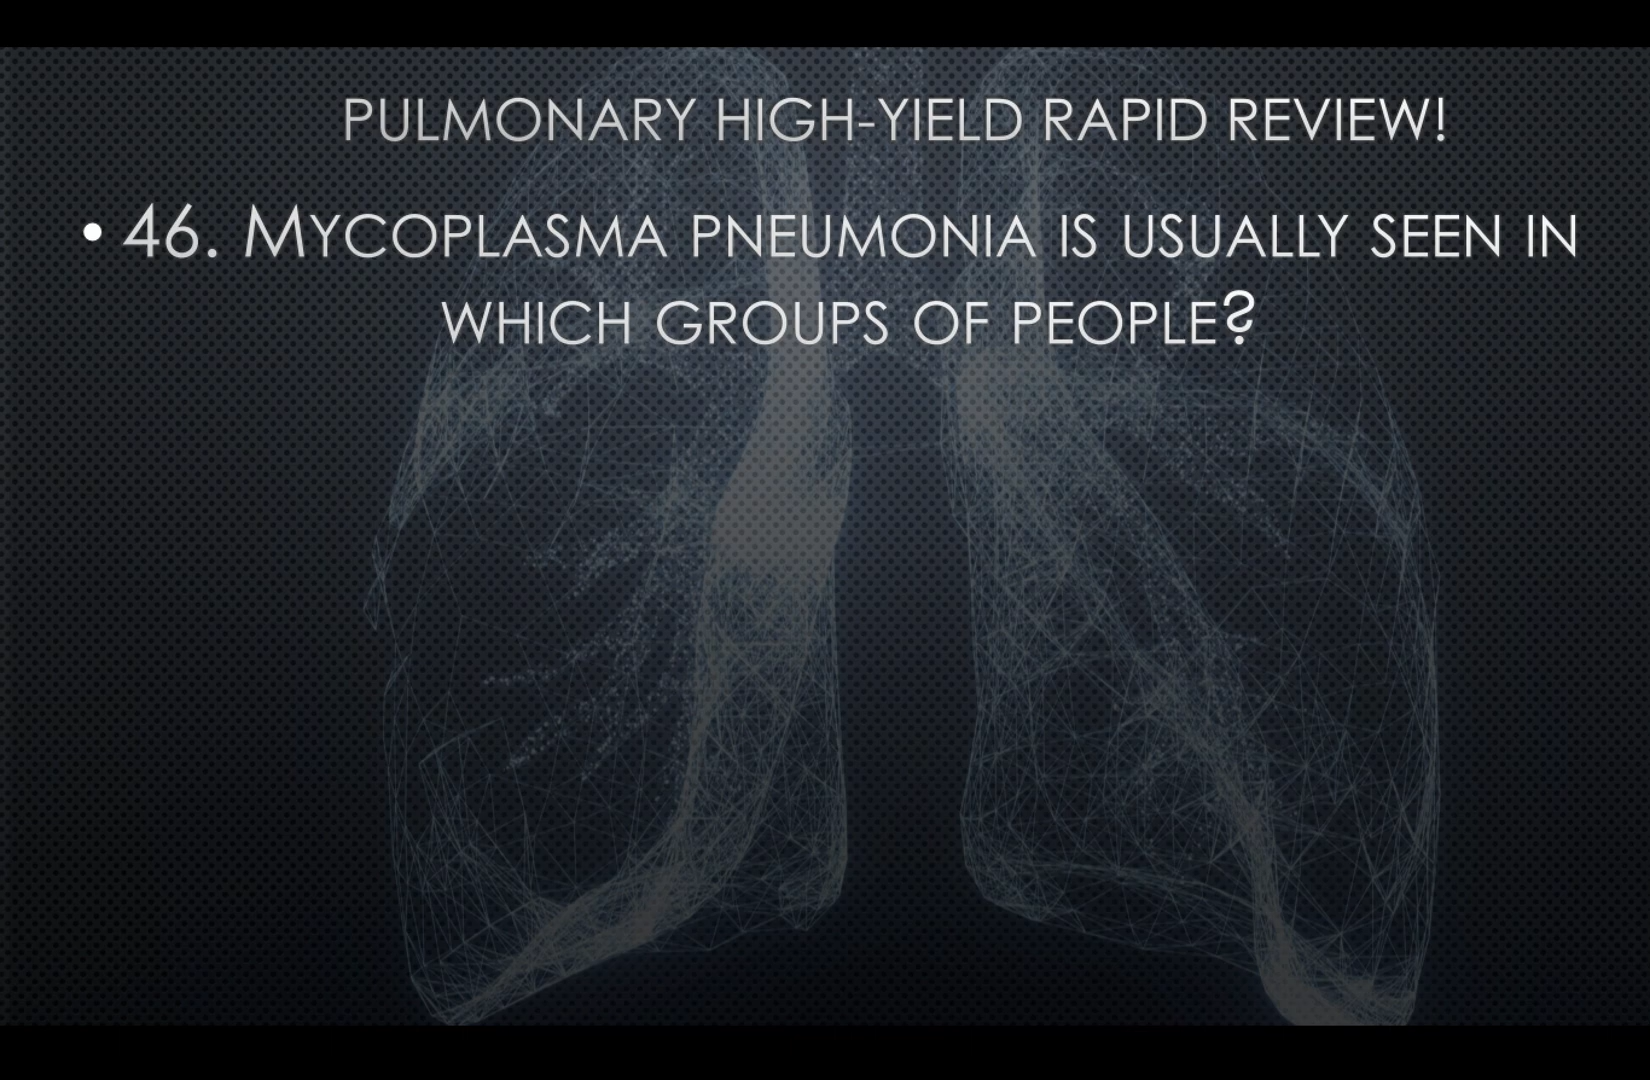 PULMONARY HIGH-YIELD RAPID REVIEW!
• 46. MYCOPLASMA PNEUMONIA IS USUALLY SEEN IN
WHICH GROUPS OF PEOPLE?